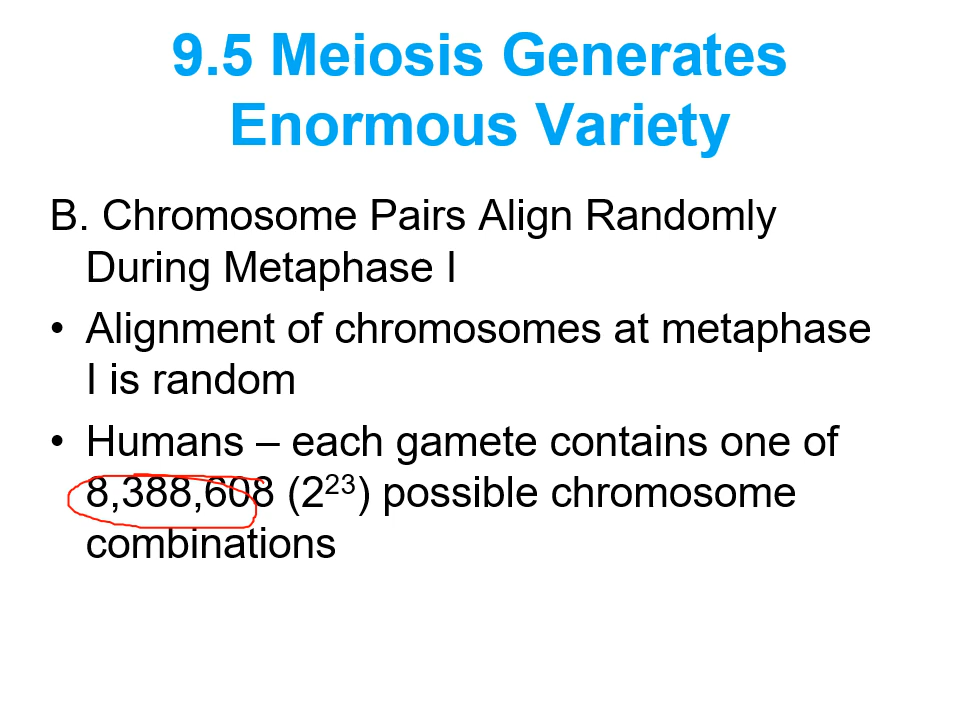 9.5 Meiosis Generates
Enormous Variety
B. Chromosome Pairs Align Randomly
During Metaphase I
• Alignment of chromosomes at metaphase
I is random
• Humans – each gamete contains one of
8,388,608 (2²³) possible chromosome
combinations